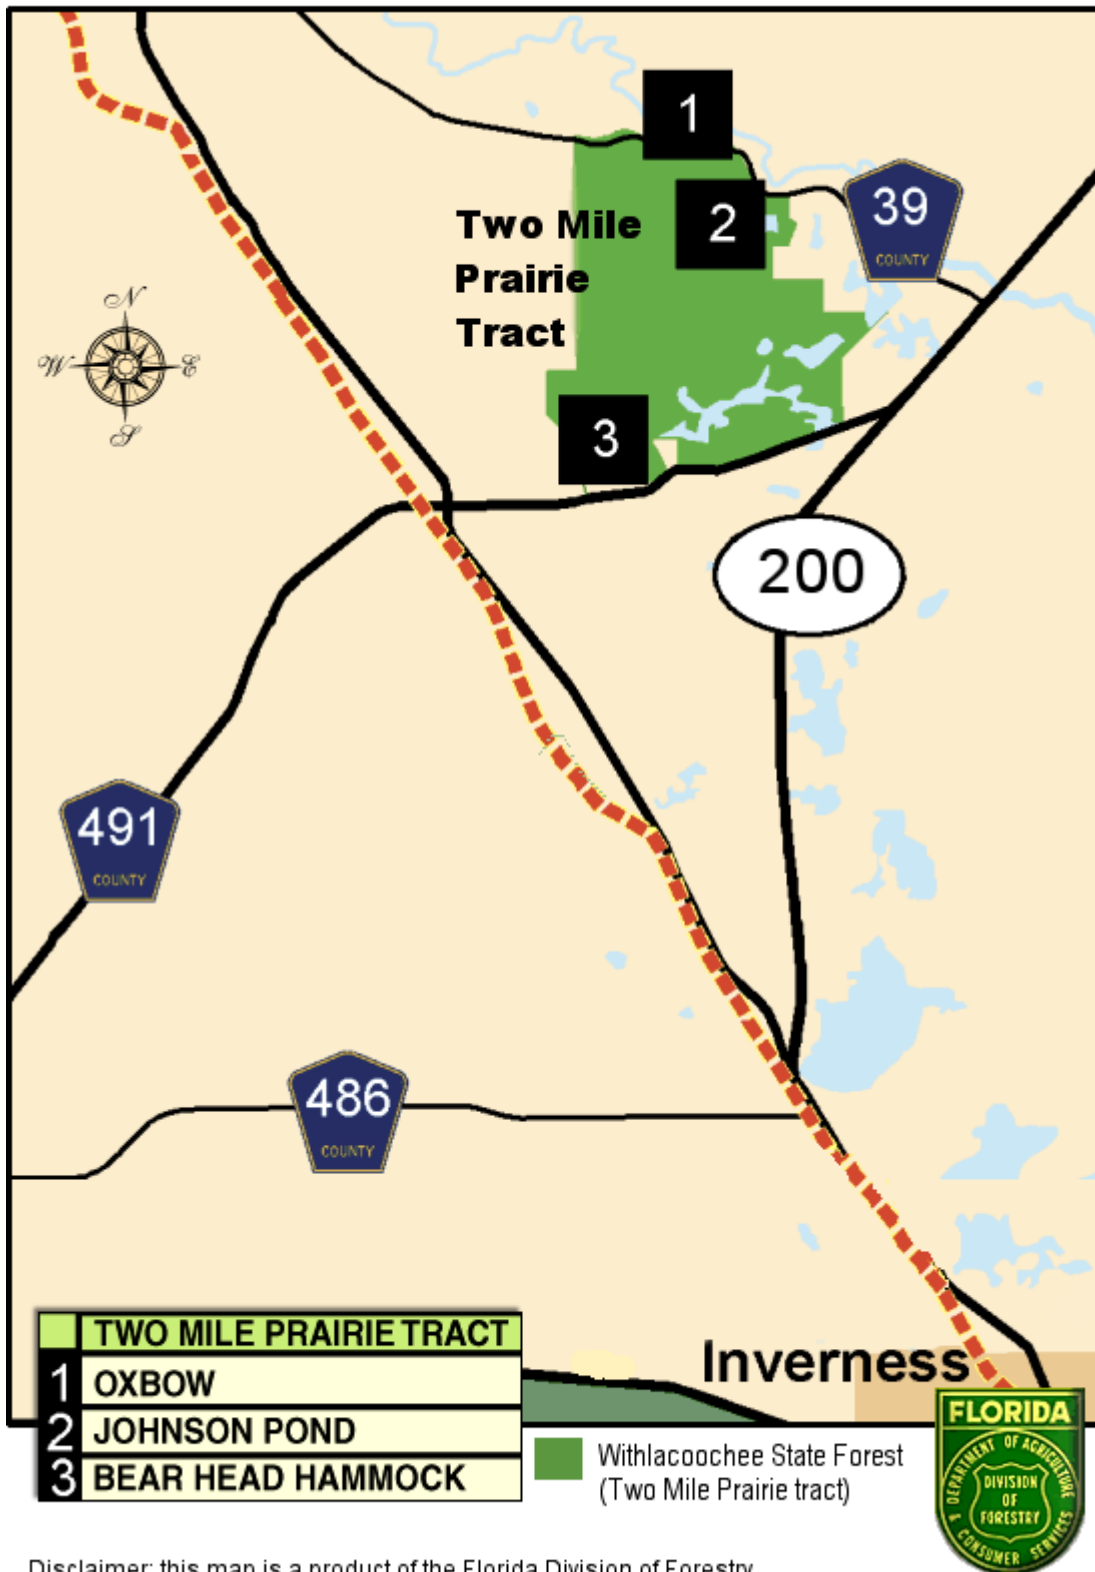 1
2
39
COUNTY
Two Mile
Prairie
Tract
N
W
E
S
3
200
491
COUNTY
486
COUNTY
Inverness
TWO MILE PRAIRIE TRACT
1 OXBOW
2 JOHNSON POND
3 BEAR HEAD HAMMOCK
Withlacoochee State Forest
(Two Mile Prairie tract)
FLORIDA
DEPARTMENT OF AGRICULTURE
& CONSUMER SERVICES
DIVISION
OF
FORESTRY
Disclaimer: this map is a product of the Florida Division of Forestry